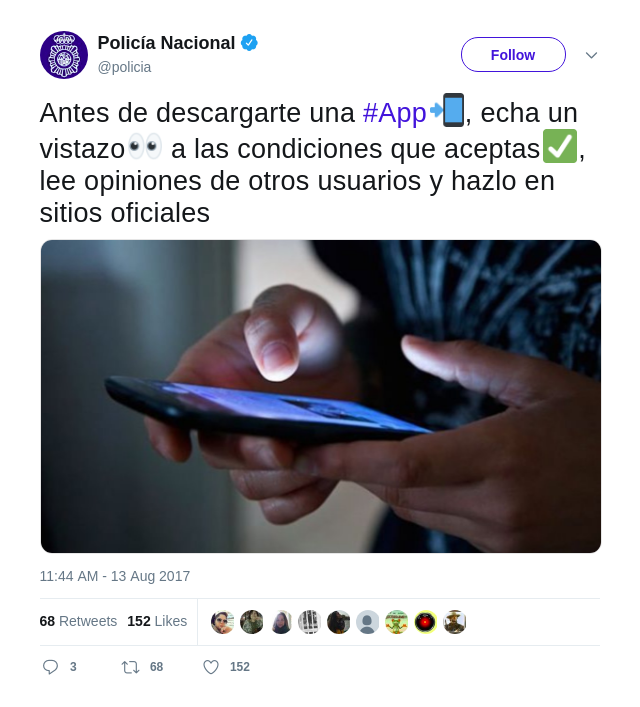 Policía Nacional
@policia
Follow
Antes de descargarte una #App📲, echa un
vistazo👀 a las condiciones que aceptas✅,
lee opiniones de otros usuarios y hazlo en
sitios oficiales
11:44 AM - 13 Aug 2017
68 Retweets 152 Likes
3 68 152